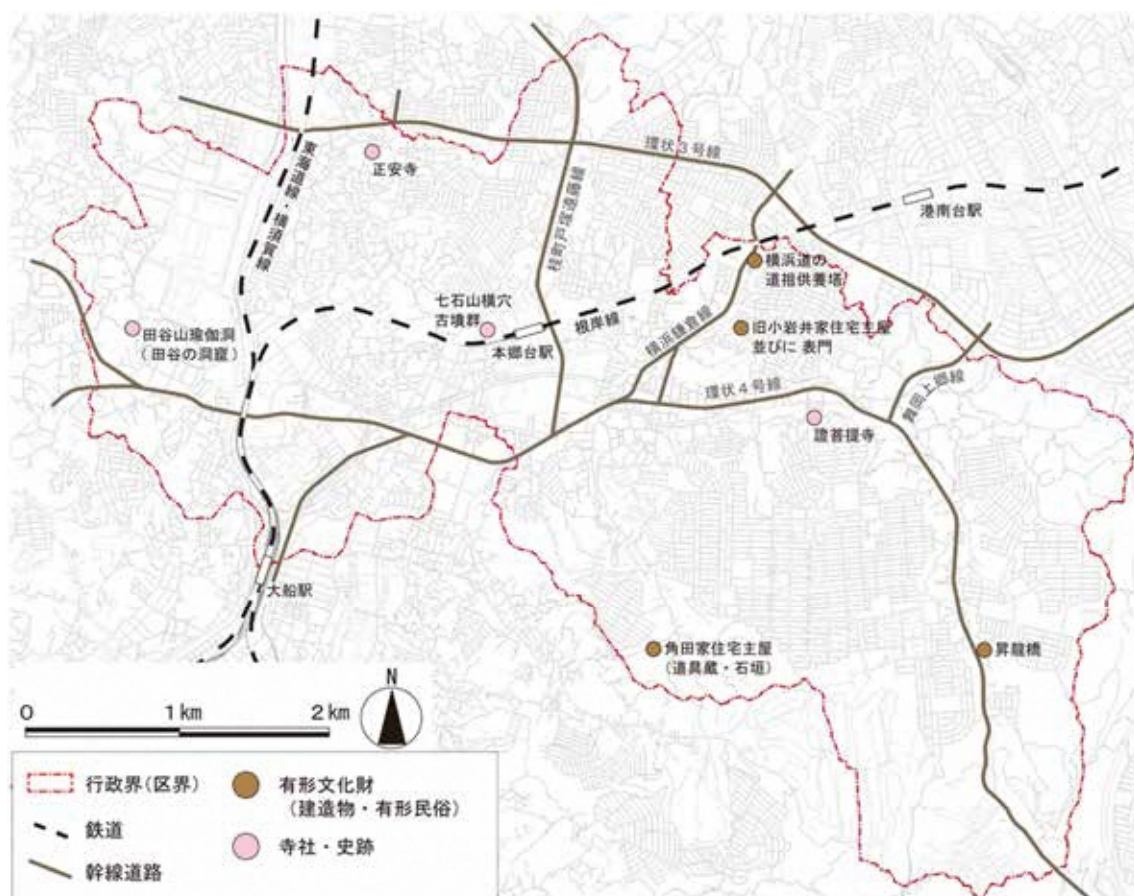 環状3号線
正安寺
東海道線・横須賀線
桂町戸塚遠藤線
港南台駅
横浜道の
道祖供養塔
七石山横穴
古墳群
田谷山瑜伽洞
(田谷の洞窟)
根岸線
本郷台駅
横浜鎌倉線
旧小岩井家住宅主屋
並びに 表門
環状4号線
舞岡上郷線
證菩提寺
大船駅
角田家住宅主屋
(道具蔵・石垣)
昇龍橋
N
0 1km 2km
行政界(区界)
有形文化財
(建造物・有形民俗)
鉄道
寺社・史跡
幹線道路